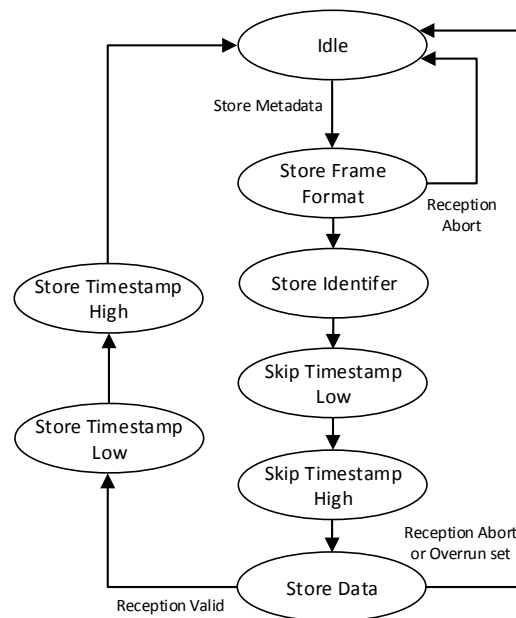 Idle
Store Metadata
Store Frame
Format
Reception
Abort
Store Identifer
Store Timestamp
High
Skip Timestamp
Low
Store Timestamp
Low
Skip Timestamp
High
Reception Abort
or Overrun set
Store Data
Reception Valid